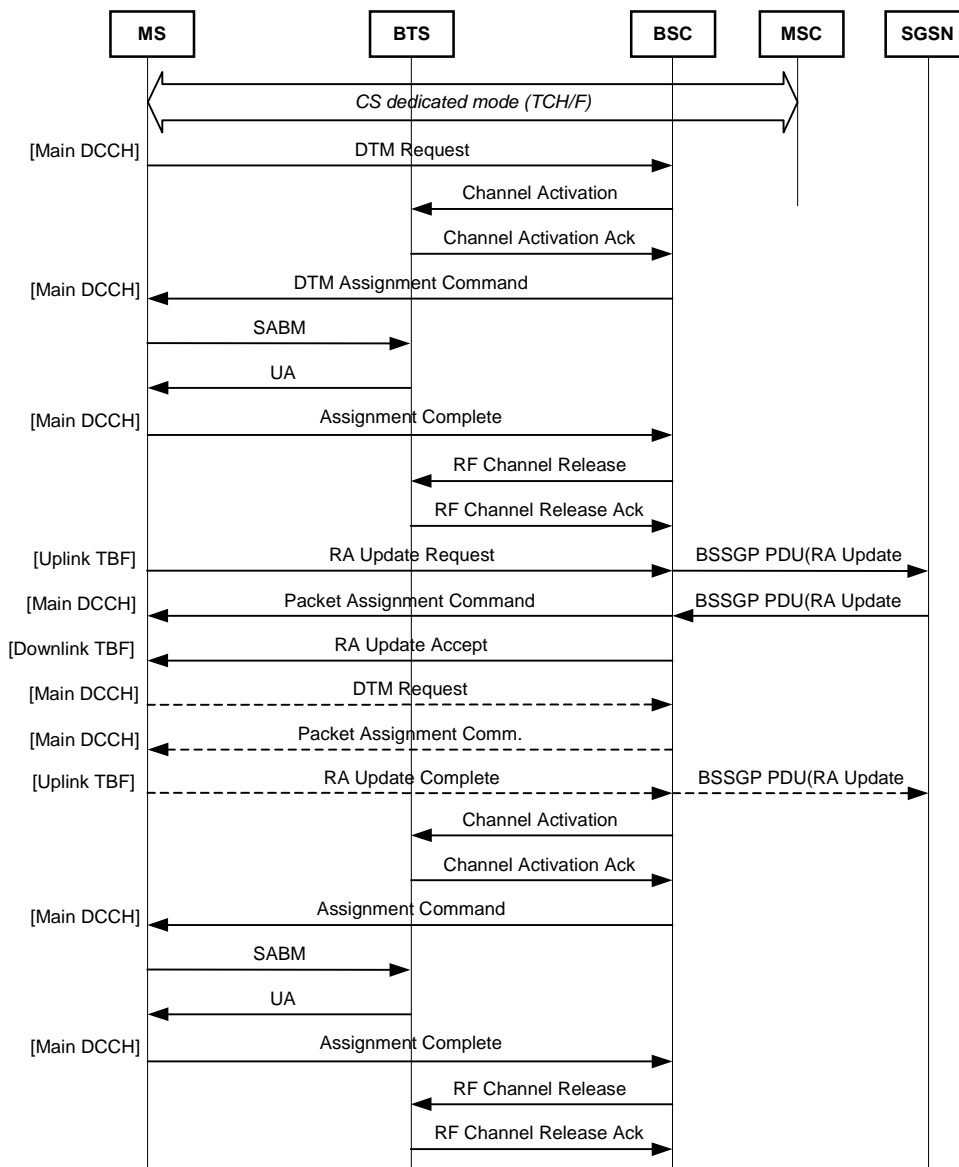 MS BTS BSC MSC SGSN
CS dedicated mode (TCH/F)
[Main DCCH] DTM Request
Channel Activation
Channel Activation Ack
[Main DCCH] DTM Assignment Command
SABM
UA
[Main DCCH] Assignment Complete
RF Channel Release
RF Channel Release Ack
[Uplink TBF] RA Update Request BSSGP PDU(RA Update
[Main DCCH] Packet Assignment Command BSSGP PDU(RA Update
[Downlink TBF] RA Update Accept
[Main DCCH] DTM Request
[Main DCCH] Packet Assignment Comm.
[Uplink TBF] RA Update Complete BSSGP PDU(RA Update
Channel Activation
Channel Activation Ack
[Main DCCH] Assignment Command
SABM
UA
[Main DCCH] Assignment Complete
RF Channel Release
RF Channel Release Ack